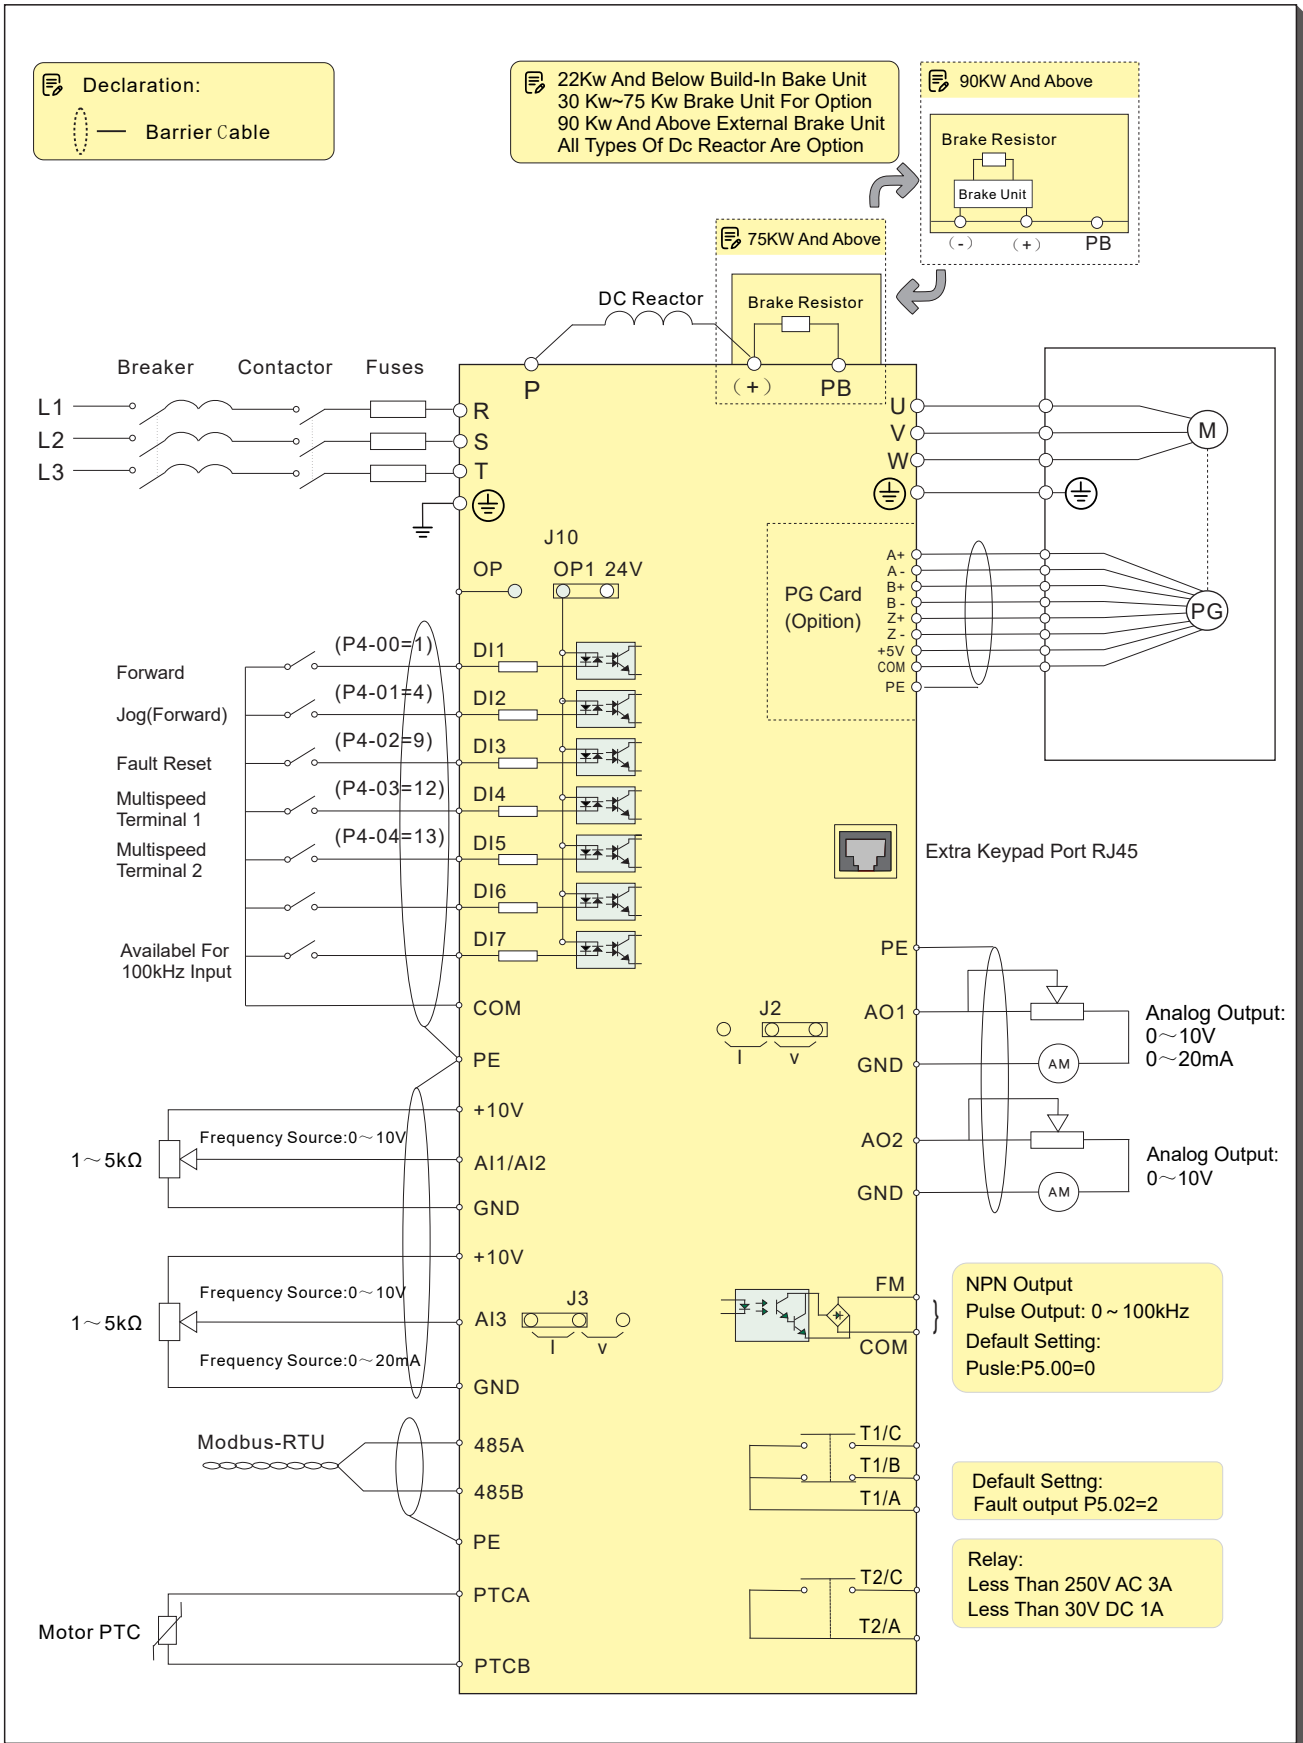 Declaration:
Barrier Cable
22Kw And Below Build-In Bake Unit
30 Kw~75 Kw Brake Unit For Option
90 Kw And Above External Brake Unit
All Types Of Dc Reactor Are Option
90KW And Above
Brake Resistor
Brake Unit
(-) (+) PB
75KW And Above
Brake Resistor
DC Reactor
P (+) PB
Breaker Contactor Fuses
L1
L2
L3
R
S
T
U
V
W
M
J10
OP OP1 24V
PG Card
(Opition)
A+
A-
B+
B-
Z+
Z-
+5V
COM
PE
PG
Forward
(P4-00=1)
DI1
Jog(Forward)
(P4-01=4)
DI2
Fault Reset
(P4-02=9)
DI3
Multispeed
Terminal 1
(P4-03=12)
DI4
Multispeed
Terminal 2
(P4-04=13)
DI5
DI6
Availabel For
100kHz Input
DI7
COM
PE
Extra Keypad Port RJ45
PE
AO1
J2
I V
GND
AM
Analog Output:
0～10V
0～20mA
AO2
GND
AM
Analog Output:
0～10V
+10V
Frequency Source:0～10V
1～5kΩ
AI1/AI2
GND
+10V
Frequency Source:0～10V
1～5kΩ
AI3
J3
I V
Frequency Source:0～20mA
GND
FM
COM
}
NPN Output
Pulse Output: 0~100kHz
Default Setting:
Pusle:P5.00=0
Modbus-RTU
485A
485B
PE
T1/C
T1/B
T1/A
Default Settng:
Fault output P5.02=2
Relay:
Less Than 250V AC 3A
Less Than 30V DC 1A
T2/C
T2/A
Motor PTC
PTCA
PTCB